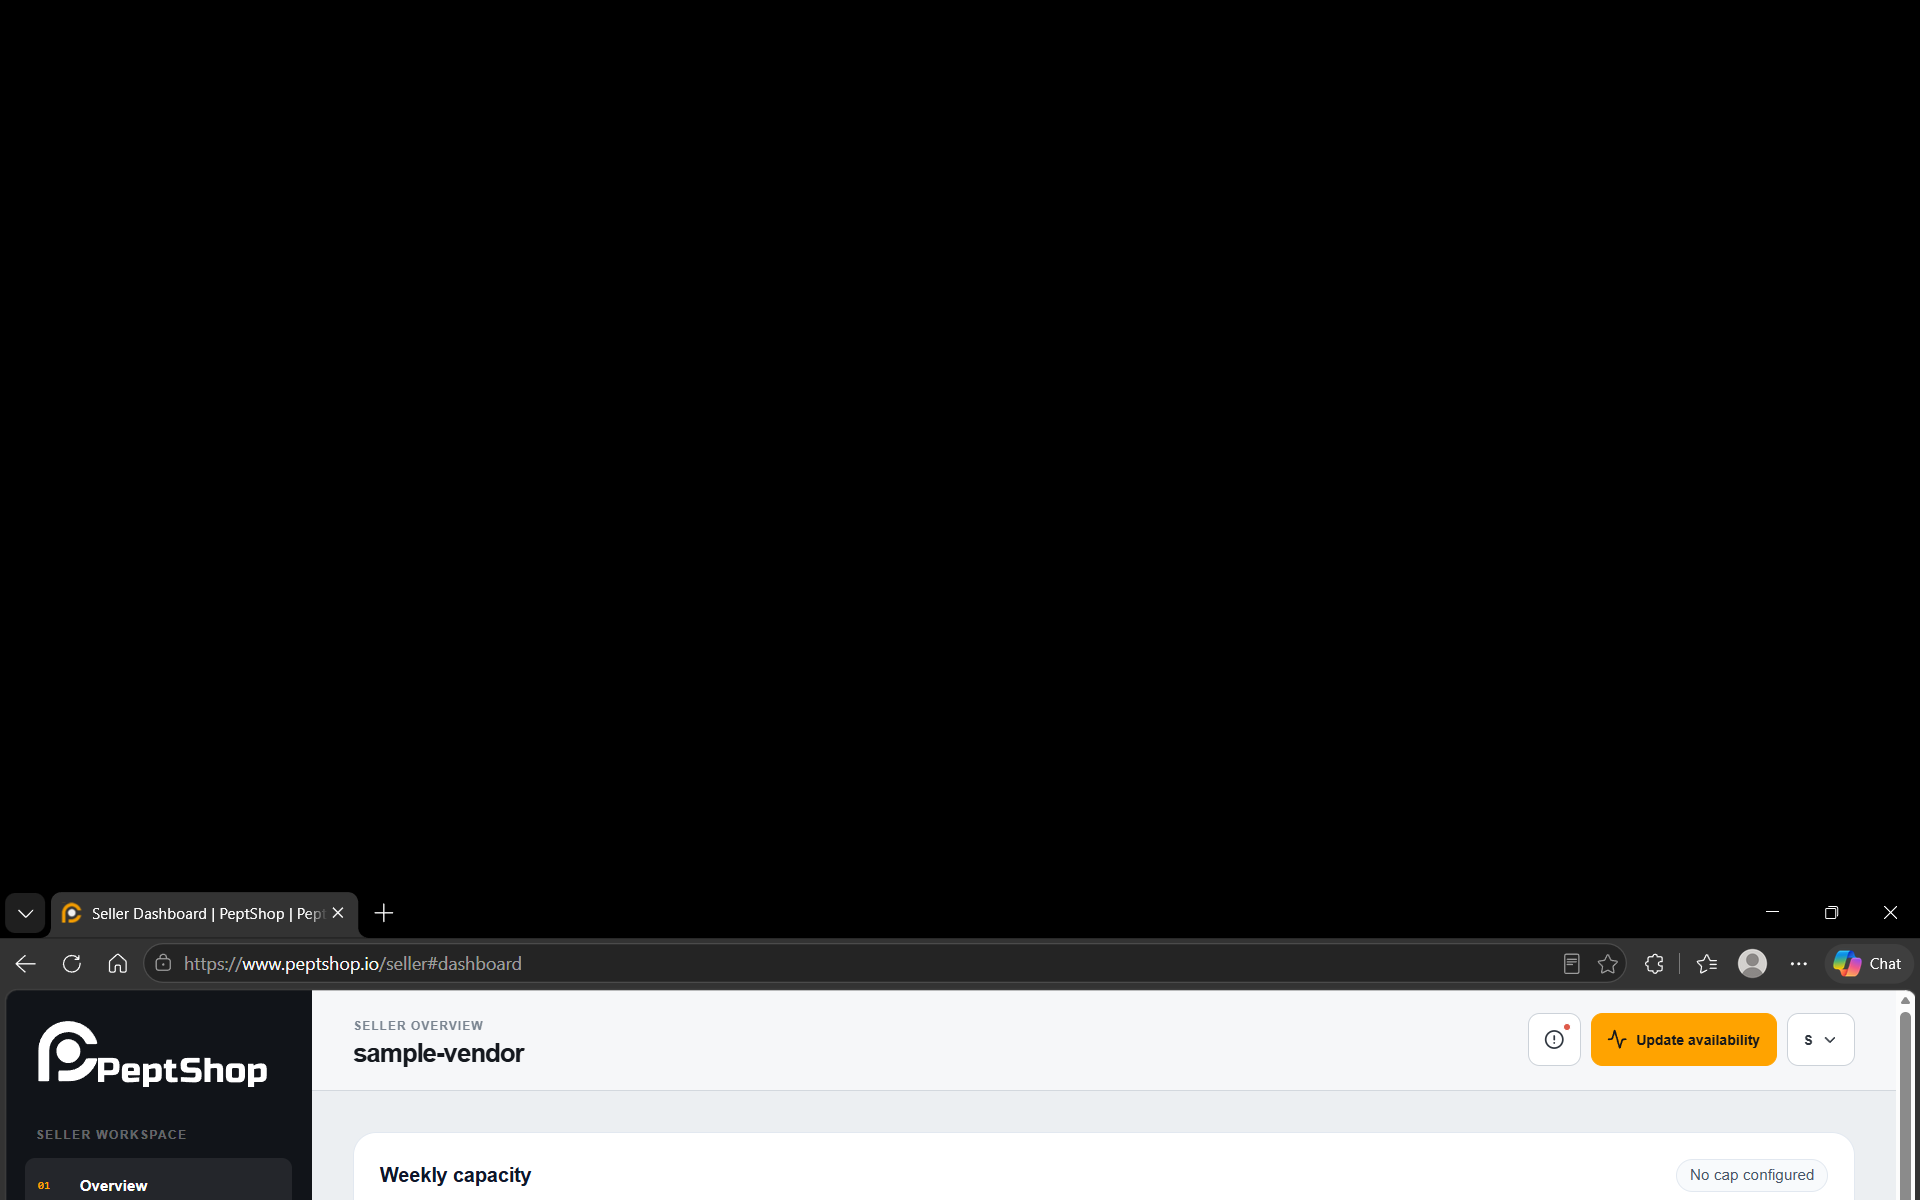 Seller Dashboard | PeptShop | Pept
https://www.peptshop.io/seller#dashboard
Chat
PeptShop
SELLER OVERVIEW
sample-vendor
Update availability
S
SELLER WORKSPACE
01 Overview
Weekly capacity
No cap configured